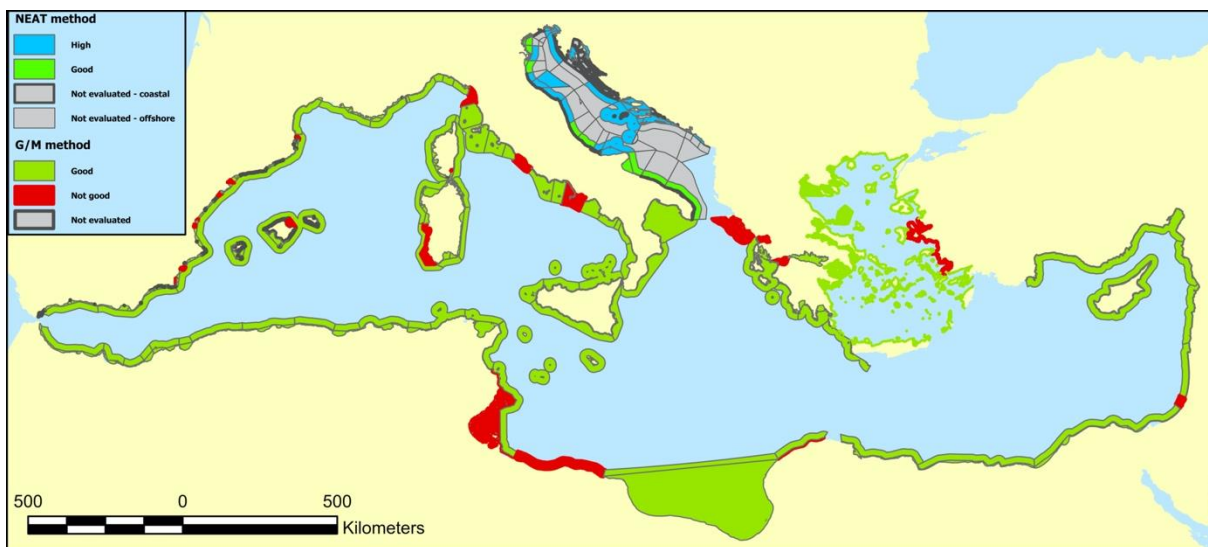 NEAT method
High
Good
Not evaluated - coastal
Not evaluated - offshore
G/M method
Good
Not good
Not evaluated
500 0 500
Kilometers